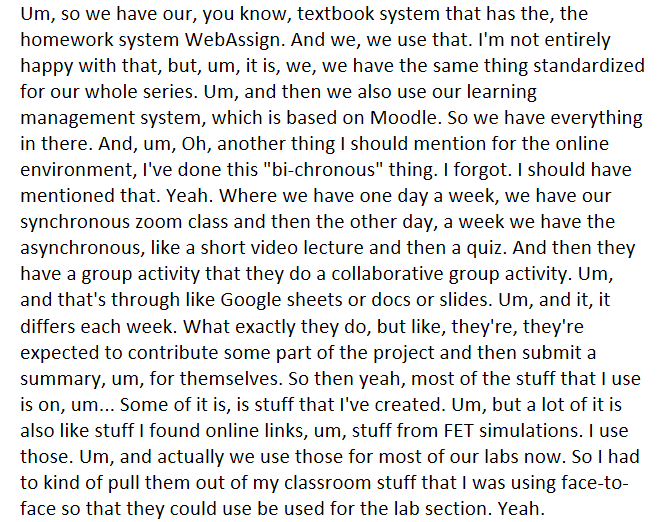 Um, so we have our, you know, textbook system that has the, the
homework system WebAssign. And we, we use that. I'm not entirely
happy with that, but, um, it is, we, we have the same thing standardized
for our whole series. Um, and then we also use our learning
management system, which is based on Moodle. So we have everything
in there. And, um, Oh, another thing I should mention for the online
environment, I've done this "bi-chronous" thing. I forgot. I should have
mentioned that. Yeah. Where we have one day a week, we have our
synchronous zoom class and then the other day, a week we have the
asynchronous, like a short video lecture and then a quiz. And then they
have a group activity that they do a collaborative group activity. Um,
and that's through like Google sheets or docs or slides. Um, and it, it
differs each week. What exactly they do, but like, they're, they're
expected to contribute some part of the project and then submit a
summary, um, for themselves. So then yeah, most of the stuff that I use
is on, um... Some of it is, is stuff that I've created. Um, but a lot of it is
also like stuff I found online links, um, stuff from FET simulations. I use
those. Um, and actually we use those for most of our labs now. So I had
to kind of pull them out of my classroom stuff that I was using face-to-
face so that they could use be used for the lab section. Yeah.